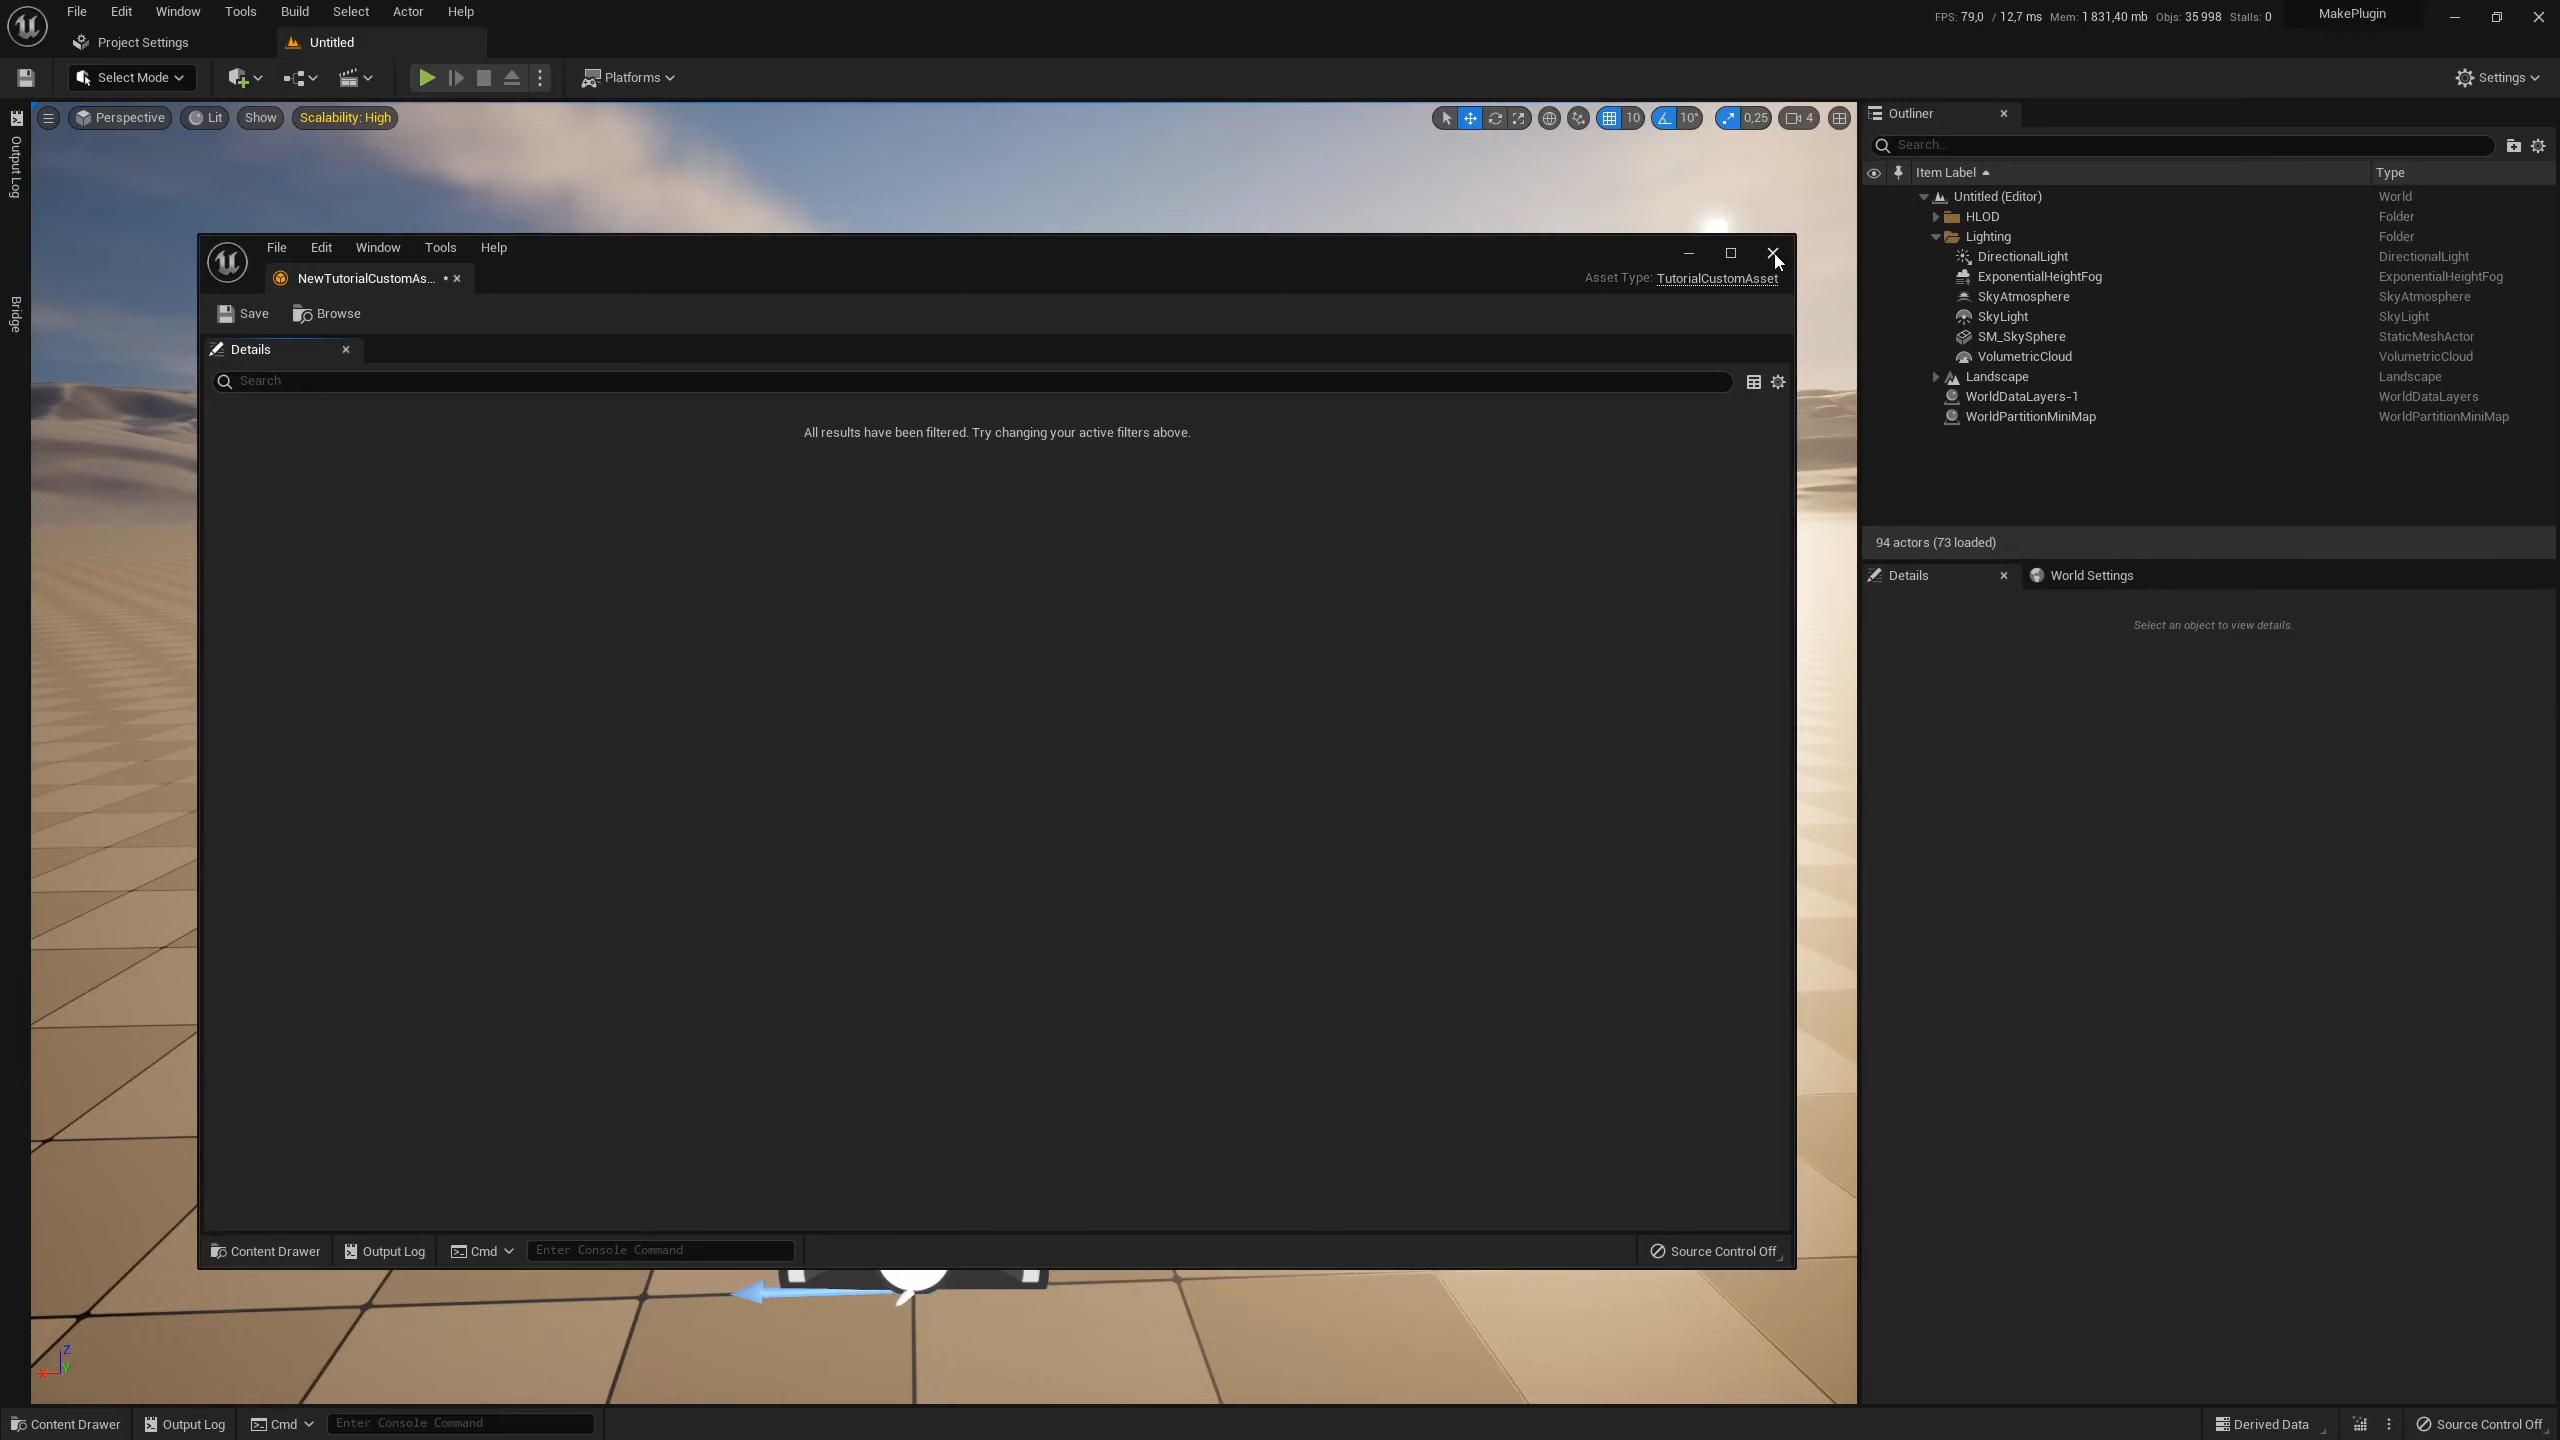 File Edit Window Tools Build Select Actor Help
FPS: 79,0 / 12,7 ms Mem: 1 831,40 mb Objs: 35 998 Stalls: 0
MakePlugin
Project Settings
Untitled
Select Mode
Platforms
Settings
Output Log
Bridge
Perspective
Lit
Show
Scalability: High
10
10°
0,25
4
Outliner
Search...
Item Label
Type
Untitled (Editor) World
HLOD Folder
Lighting Folder
DirectionalLight DirectionalLight
ExponentialHeightFog ExponentialHeightFog
SkyAtmosphere SkyAtmosphere
SkyLight SkyLight
SM_SkySphere StaticMeshActor
VolumetricCloud VolumetricCloud
Landscape Landscape
WorldDataLayers-1 WorldDataLayers
WorldPartitionMiniMap WorldPartitionMiniMap
94 actors (73 loaded)
Details
World Settings
Select an object to view details.
File Edit Window Tools Help
NewTutorialCustomAs... *
Asset Type: TutorialCustomAsset
Save Browse
Details
Search
All results have been filtered. Try changing your active filters above.
Content Drawer Output Log Cmd Enter Console Command Source Control Off
Z
Y
X
Content Drawer Output Log Cmd Enter Console Command Derived Data Source Control Off